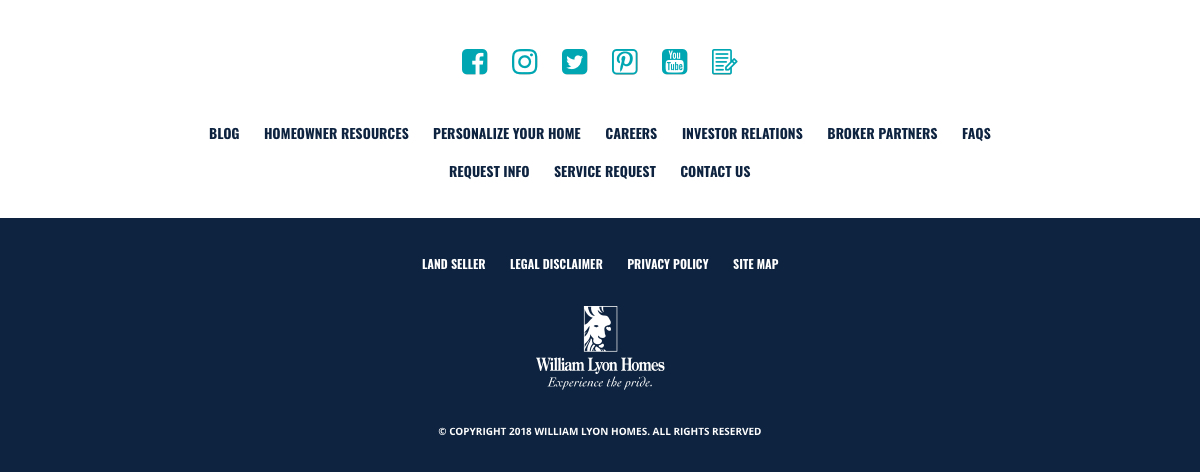 You
Tube
BLOG HOMEOWNER RESOURCES PERSONALIZE YOUR HOME CAREERS INVESTOR RELATIONS BROKER PARTNERS FAQS
REQUEST INFO SERVICE REQUEST CONTACT US
LAND SELLER LEGAL DISCLAIMER PRIVACY POLICY SITE MAP
William Lyon Homes
Experience the pride.
© COPYRIGHT 2018 WILLIAM LYON HOMES. ALL RIGHTS RESERVED